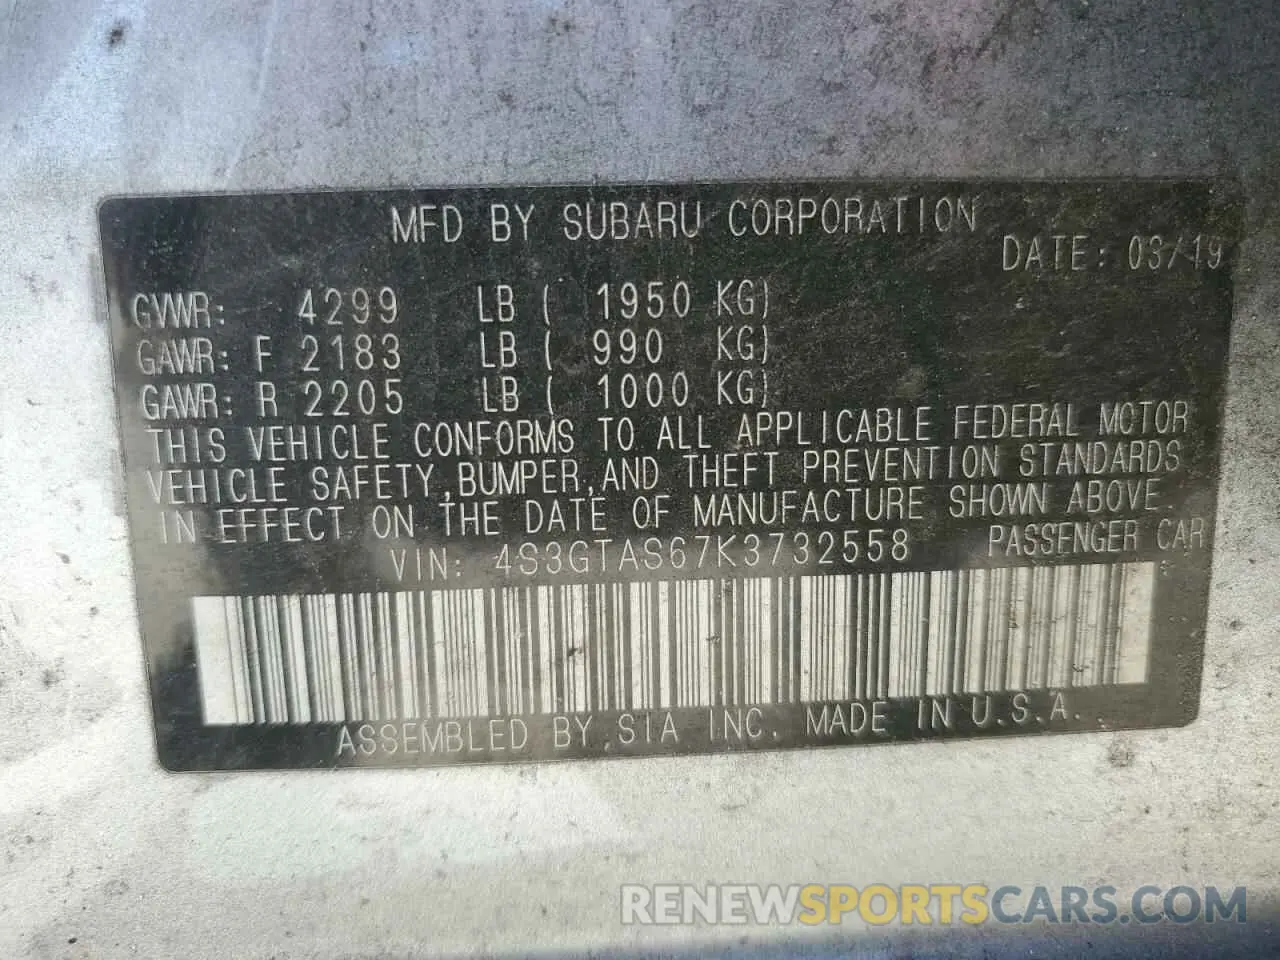 MFD BY SUBARU CORPORATION
DATE: 03/19
GVWR: 4299 LB ( 1950 KG)
GAWR: F 2183 LB ( 990 KG)
GAWR: R 2205 LB ( 1000 KG)
THIS VEHICLE CONFORMS TO ALL APPLICABLE FEDERAL MOTOR
VEHICLE SAFETY,BUMPER,AND THEFT PREVENTION STANDARDS
IN EFFECT ON THE DATE OF MANUFACTURE SHOWN ABOVE.
VIN: 4S3GTAS67K3732558 PASSENGER CAR
ASSEMBLED BY SIA INC. MADE IN U.S.A.
RENEWSPORTSCARS.COM